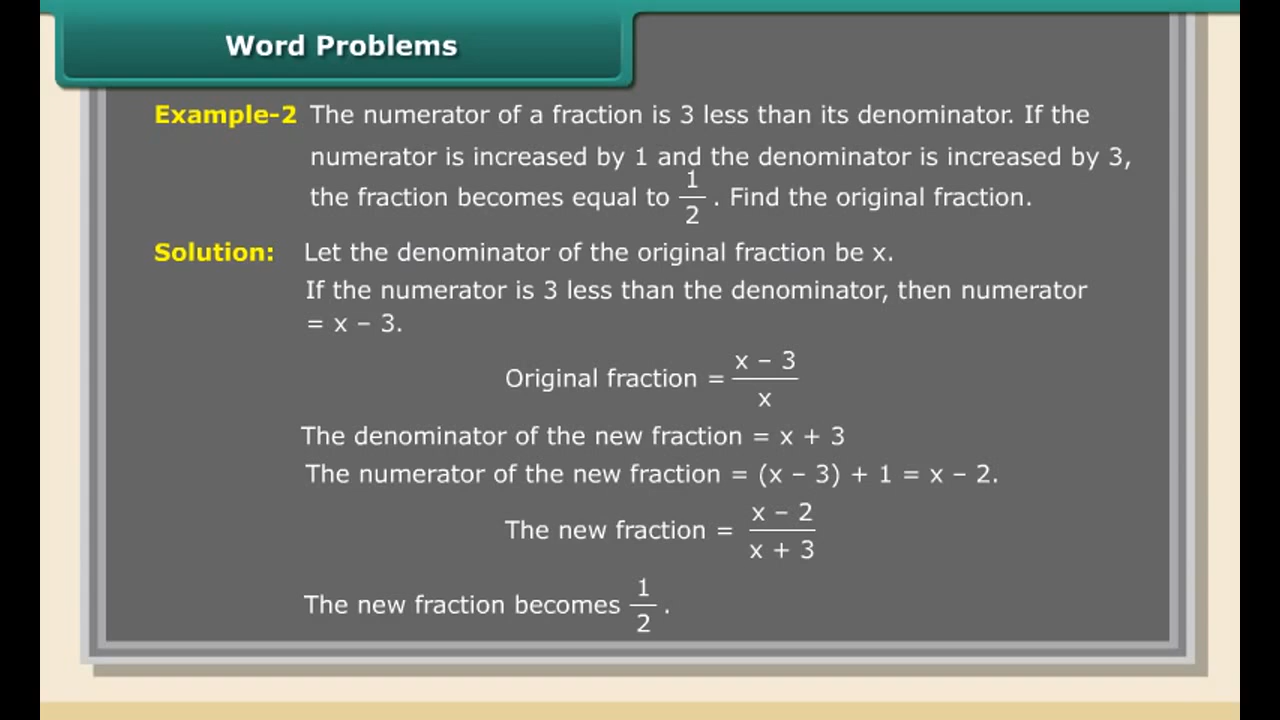 Word Problems
Example-2 The numerator of a fraction is 3 less than its denominator. If the
numerator is increased by 1 and the denominator is increased by 3,
the fraction becomes equal to 1/2 . Find the original fraction.
Solution: Let the denominator of the original fraction be x.
If the numerator is 3 less than the denominator, then numerator
= x – 3.
Original fraction = x – 3 / x
The denominator of the new fraction = x + 3
The numerator of the new fraction = (x – 3) + 1 = x – 2.
The new fraction = x – 2 / x + 3
The new fraction becomes 1/2 .